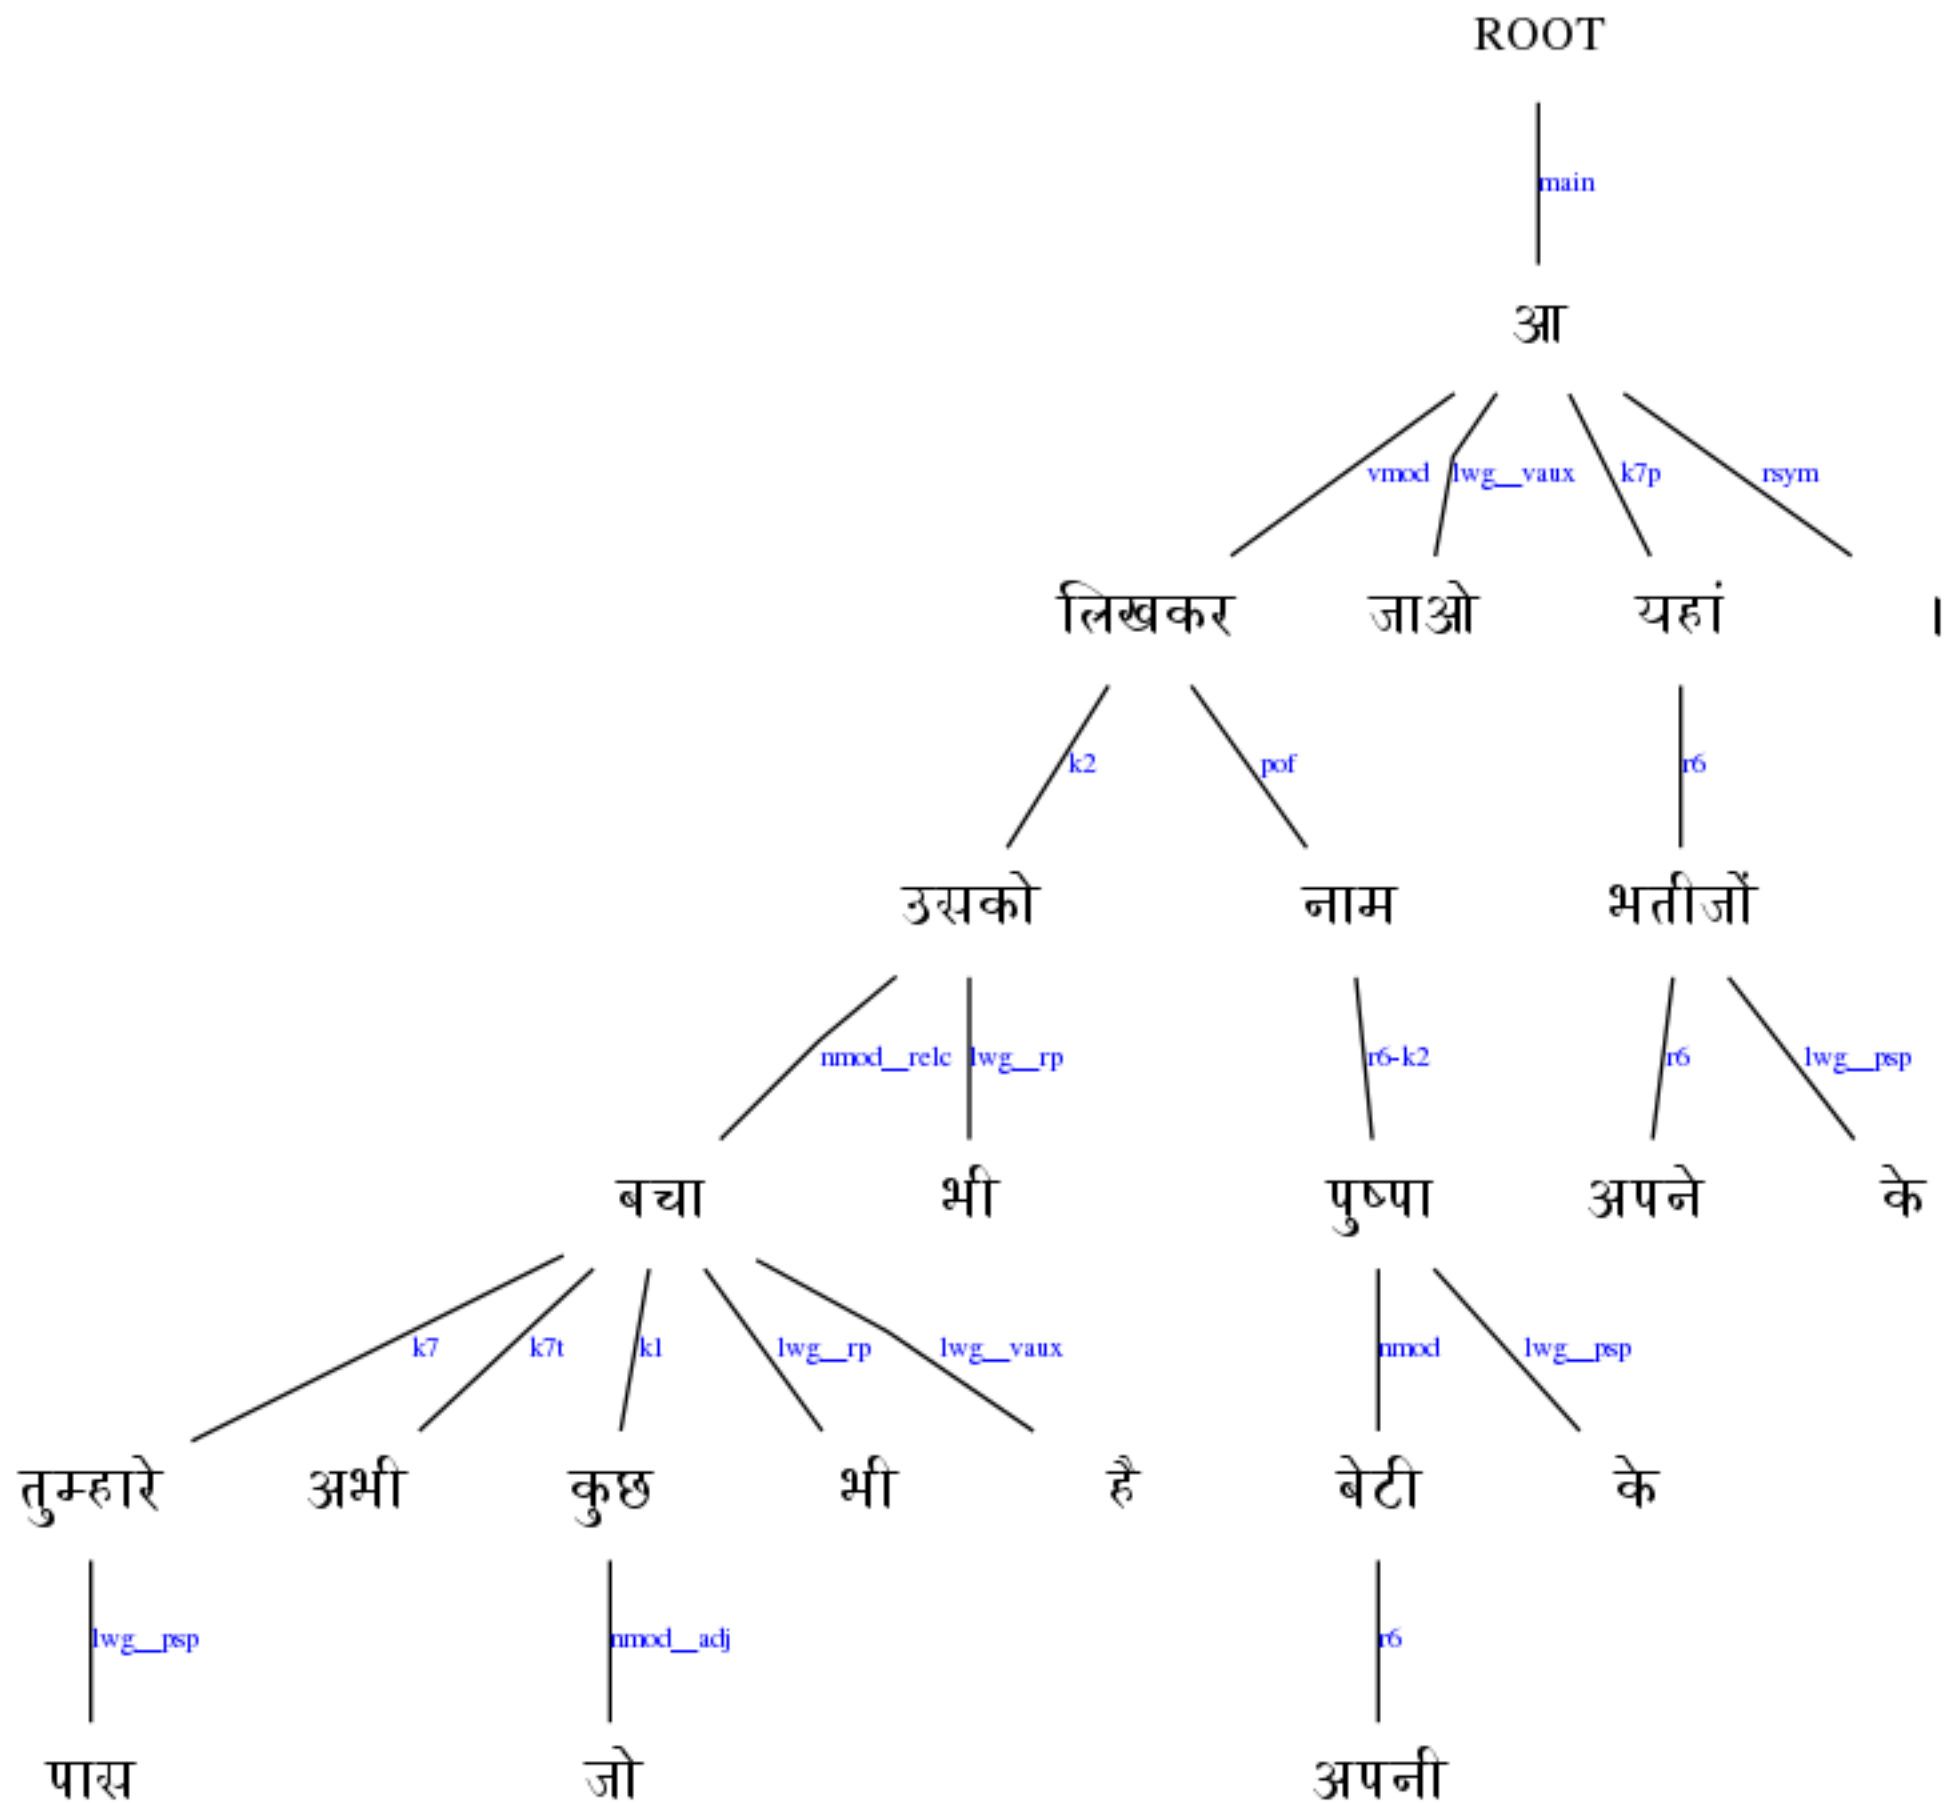 ROOT
main
आ
vmod lwg__vaux k7p rsym
लिखकर जाओ यहां ।
k2 pof r6
उसको नाम भतीजों
nmod__relc lwg__rp r6-k2 r6 lwg__psp
बचा भी पुष्पा अपने के
k7 k7t k1 lwg__rp lwg__vaux nmod lwg__psp
तुम्हारे अभी कुछ भी है बेटी के
lwg__psp nmod__adj r6
पास जो अपनी